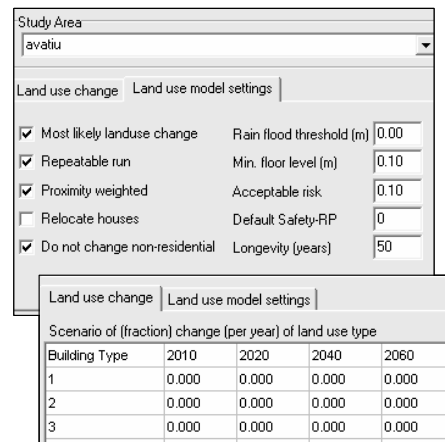 Study Area
avatiu
Land use change Land use model settings
Most likely landuse change Rain flood threshold (m) 0.00
Repeatable run Min. floor level (m) 0.10
Proximity weighted Acceptable risk 0.10
Relocate houses Default Safety-RP 0
Do not change non-residential Longevity (years) 50
Land use change Land use model settings
Scenario of (fraction) change (per year) of land use type
Building Type 2010 2020 2040 2060
1 0.000 0.000 0.000 0.000
2 0.000 0.000 0.000 0.000
3 0.000 0.000 0.000 0.000